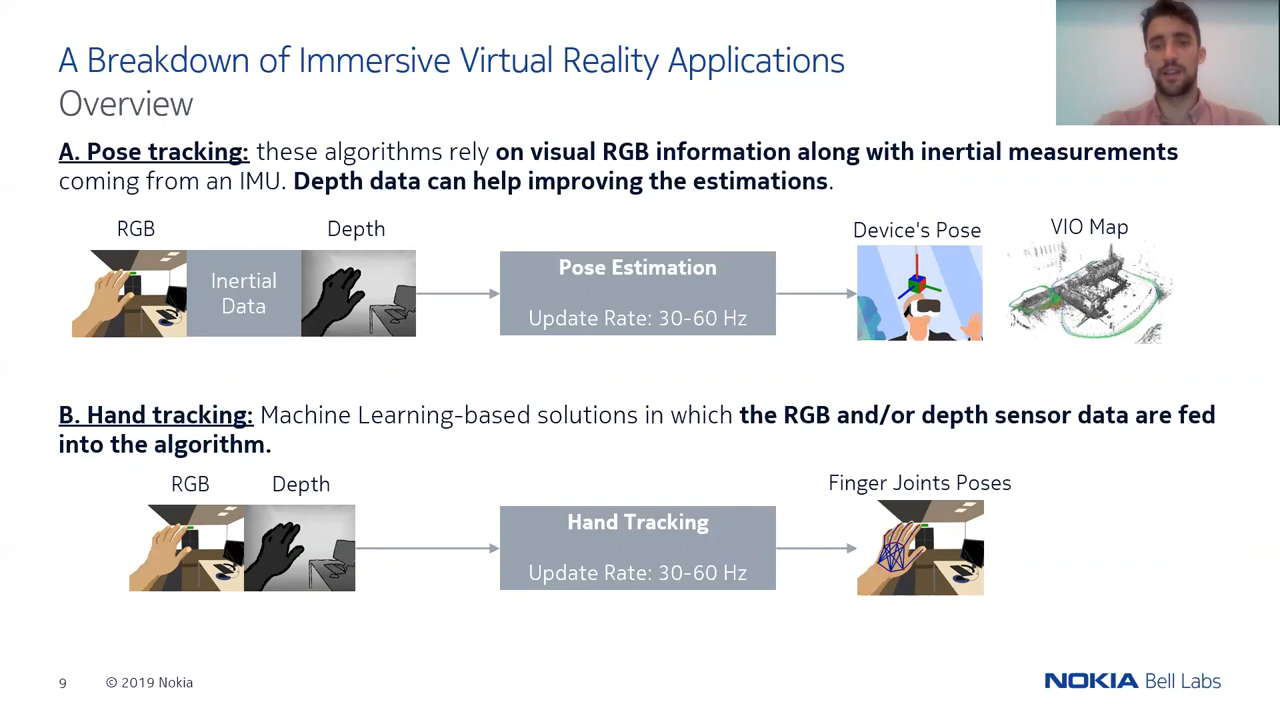 A Breakdown of Immersive Virtual Reality Applications
Overview
A. Pose tracking: these algorithms rely on visual RGB information along with inertial measurements
coming from an IMU. Depth data can help improving the estimations.
RGB
Depth
Device's Pose
VIO Map
Inertial
Data
Pose Estimation
Update Rate: 30-60 Hz
B. Hand tracking: Machine Learning-based solutions in which the RGB and/or depth sensor data are fed
into the algorithm.
RGB
Depth
Finger Joints Poses
Hand Tracking
Update Rate: 30-60 Hz
9
© 2019 Nokia
NOKIA Bell Labs